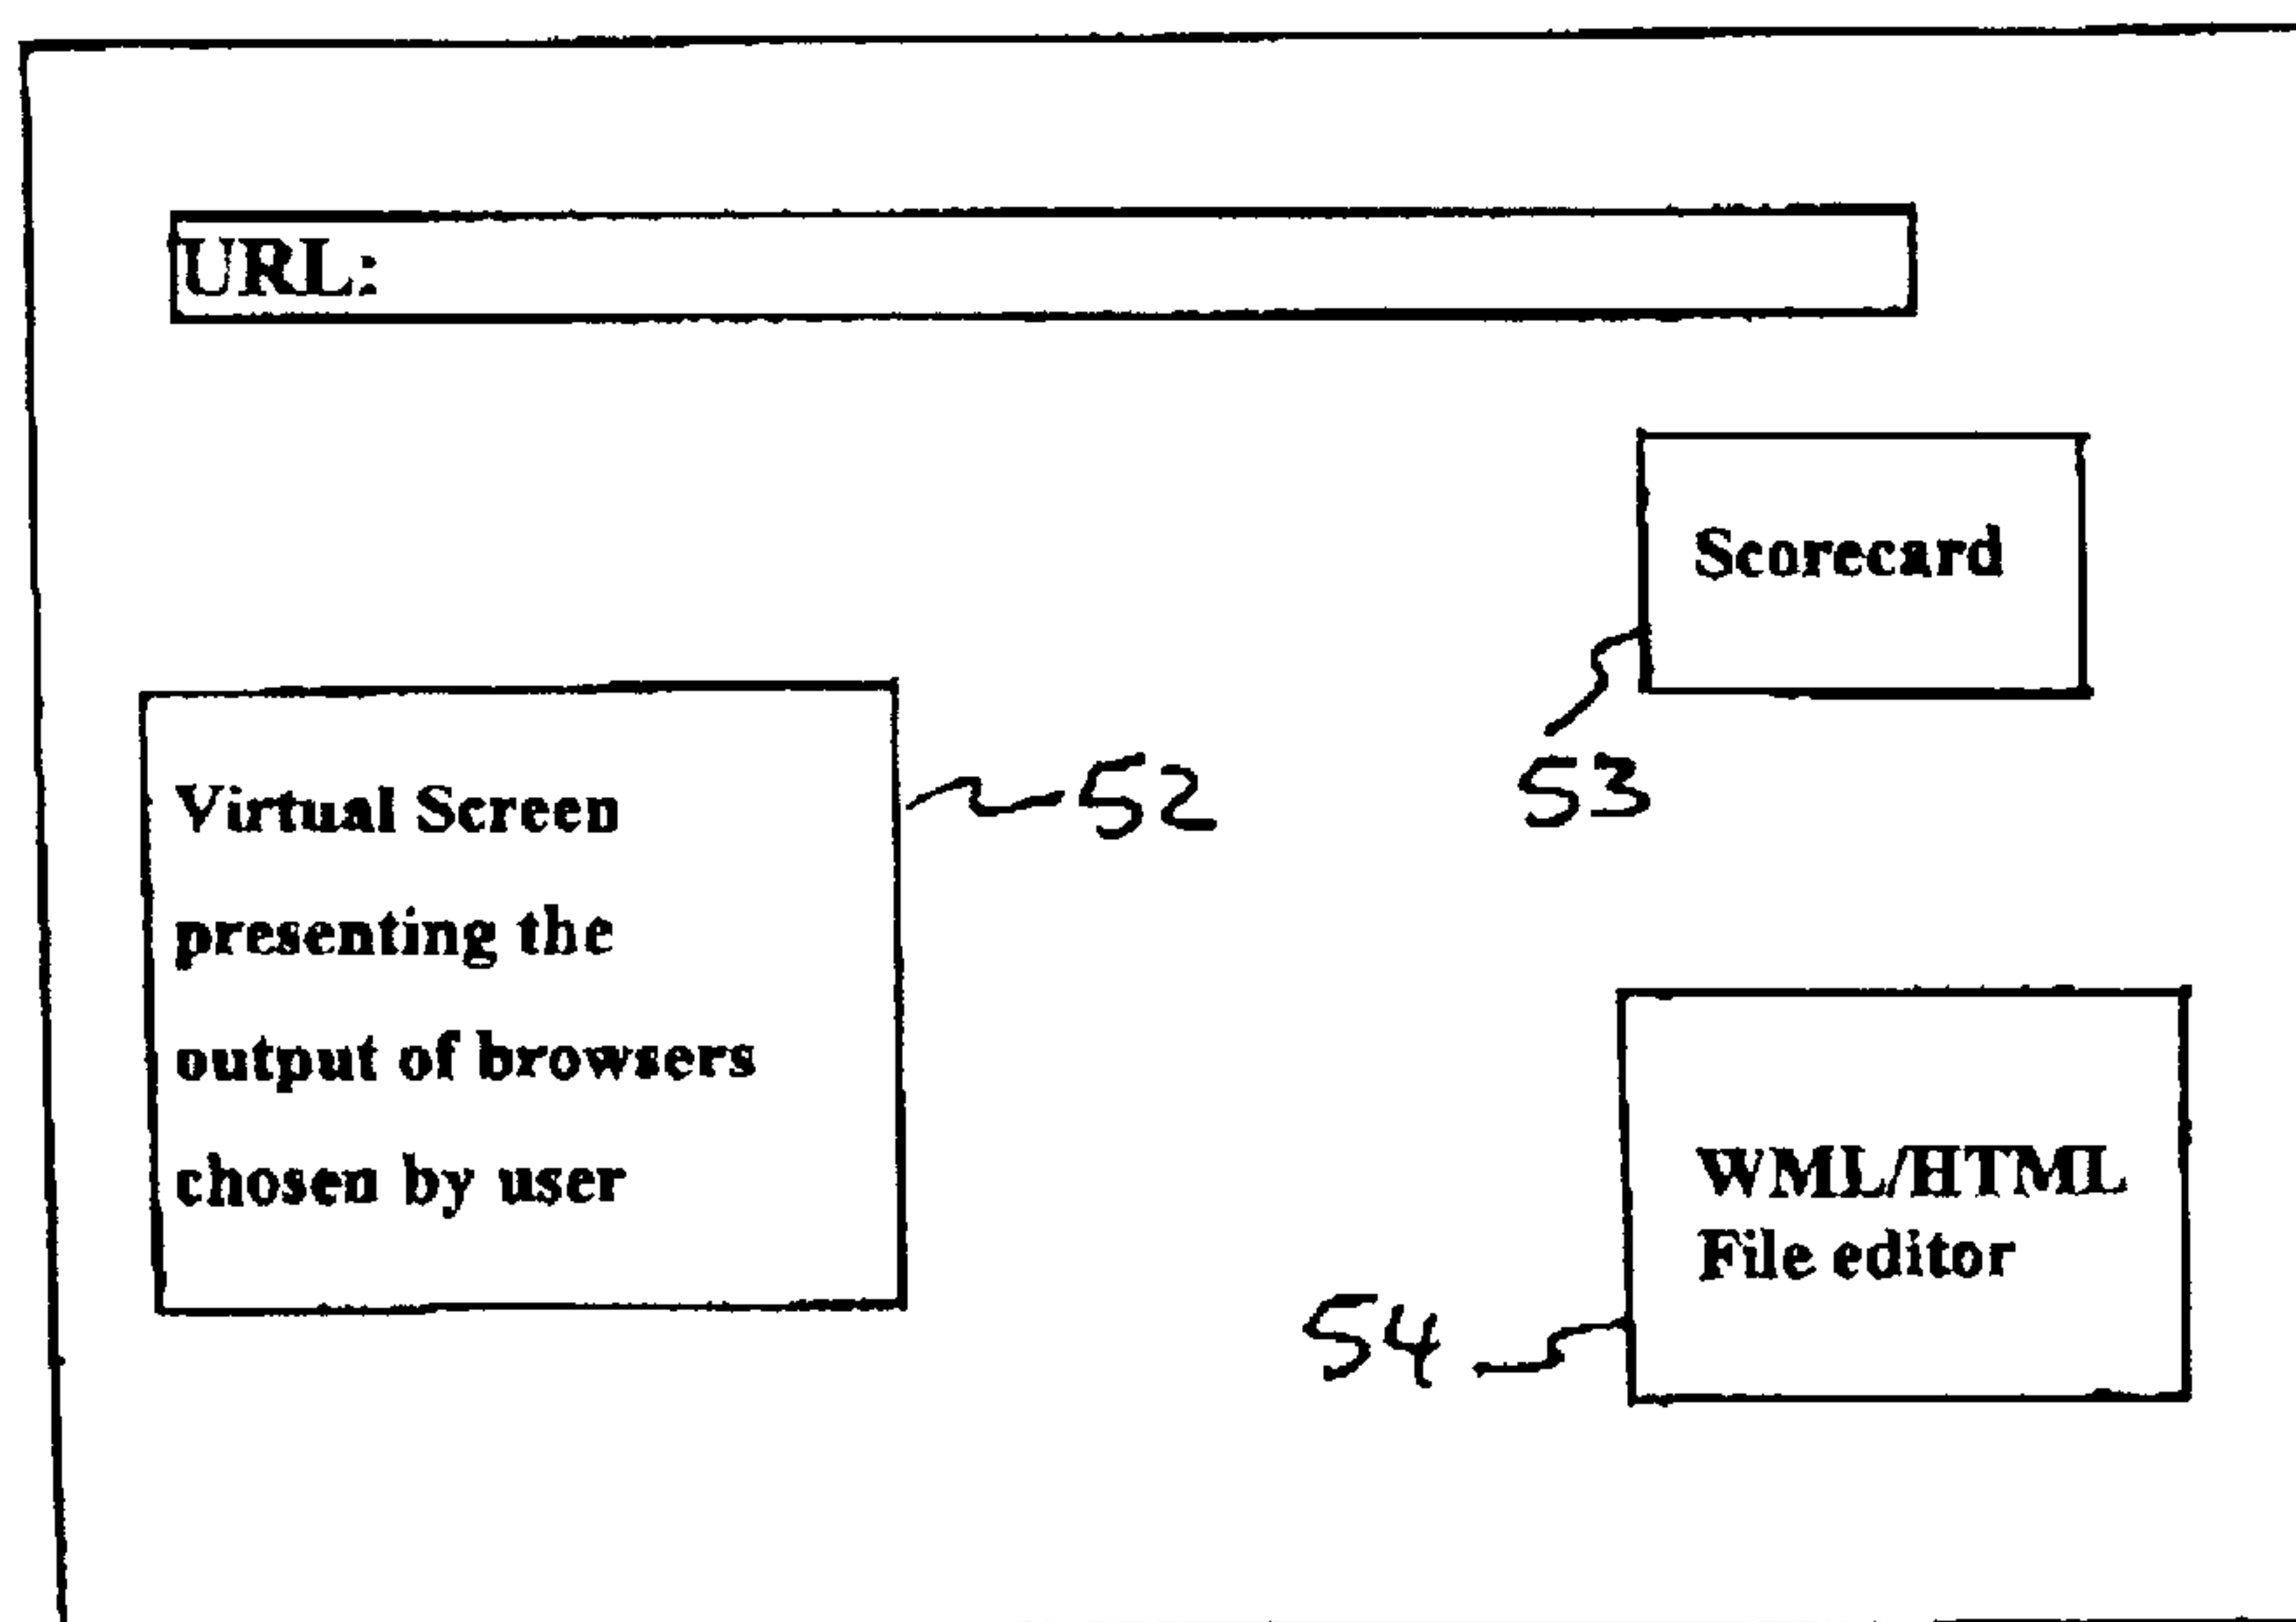 URL:
Scorecard
53
Virtual Screen
presenting the
output of browsers
chosen by user
52
WML/HTML
File editor
54